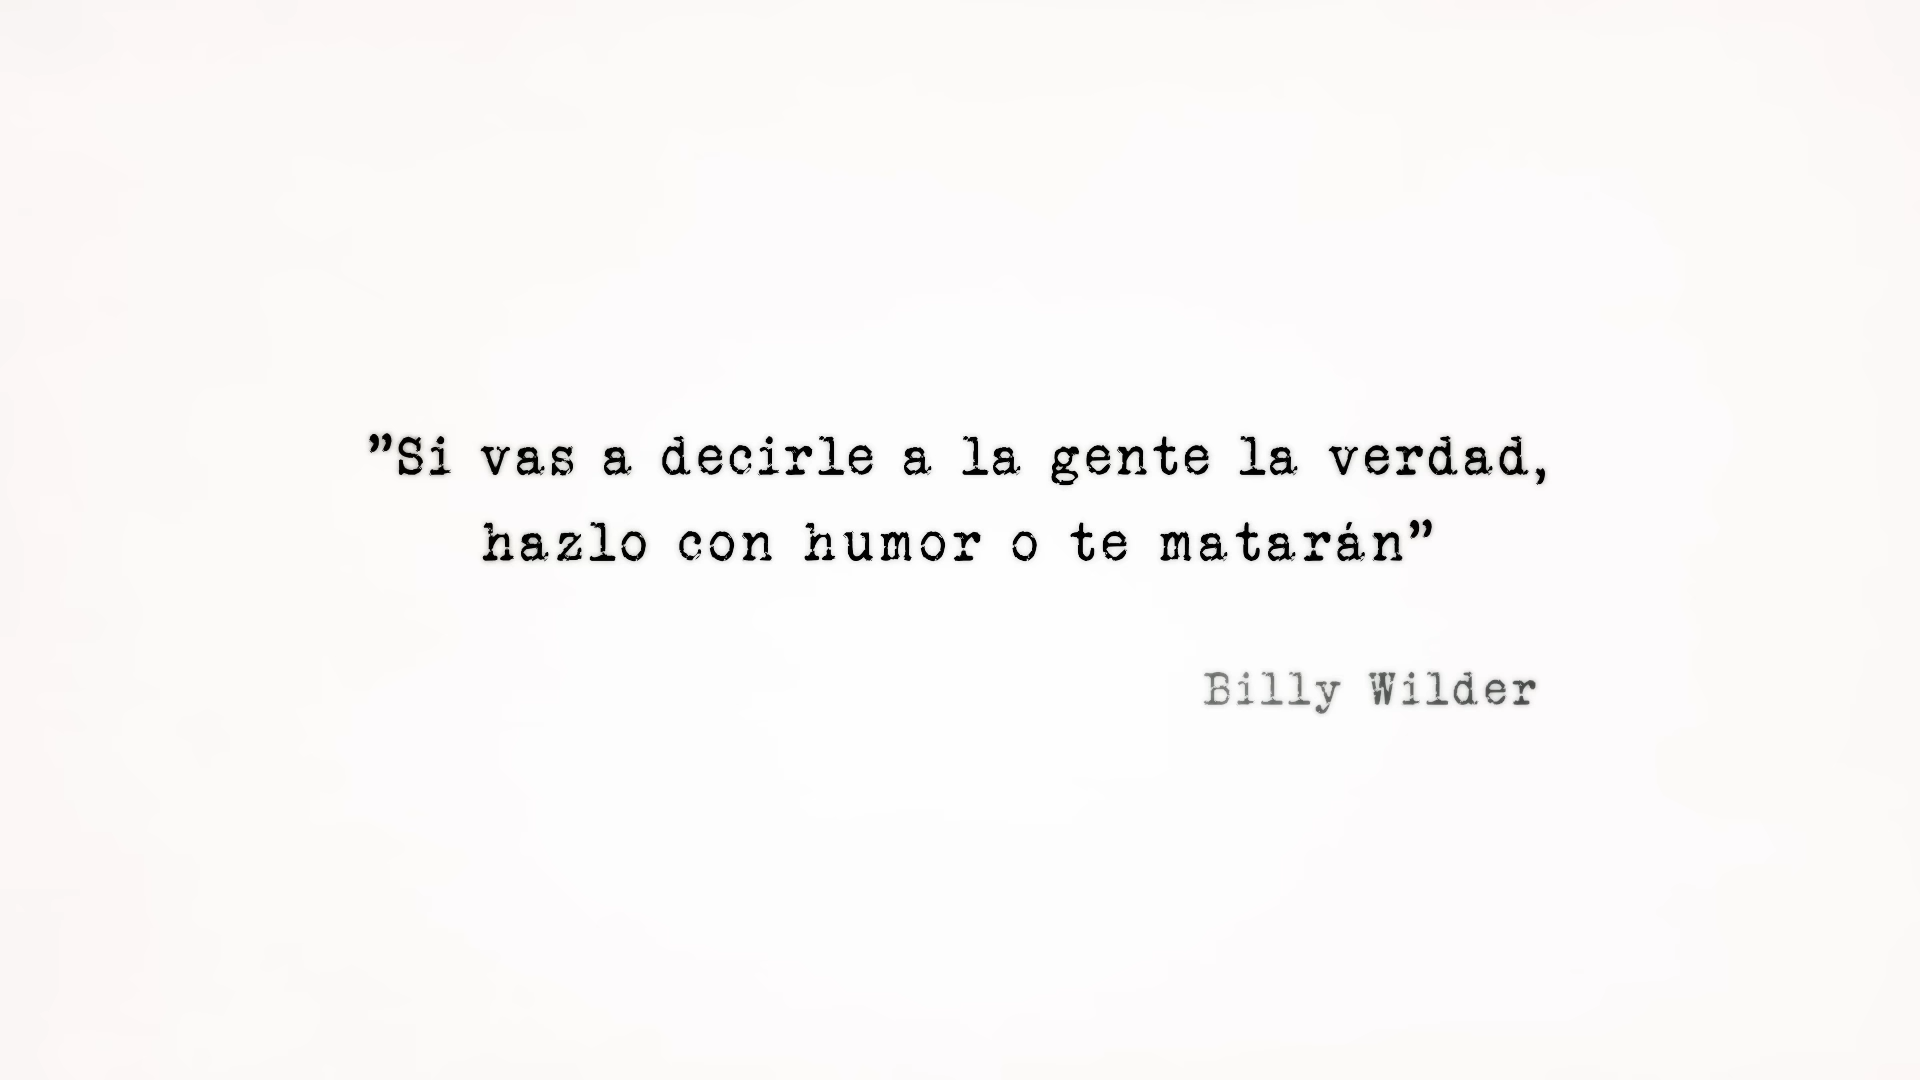 ”Si vas a decirle a la gente la verdad,
hazlo con humor o te matarán”
Billy Wilder